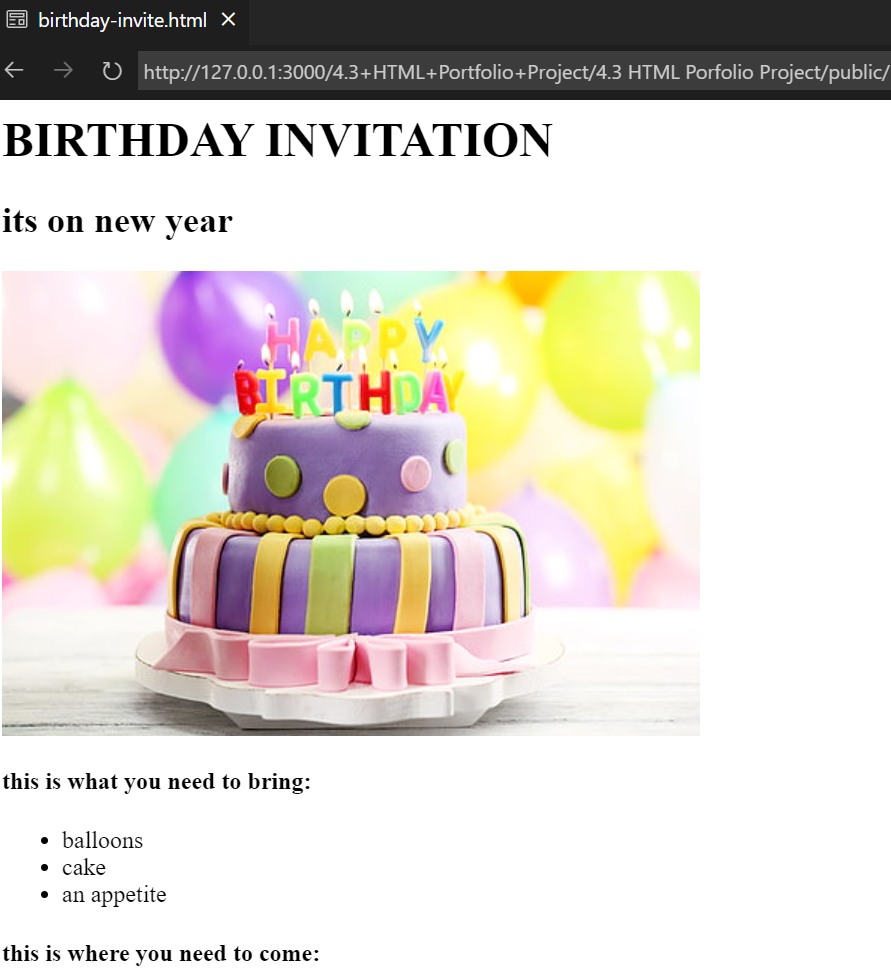 birthday-invite.html
http://127.0.0.1:3000/4.3+HTML+Portfolio+Project/4.3 HTML Porfolio Project/public/
BIRTHDAY INVITATION
its on new year
HAPPY
BIRTHDAY
this is what you need to bring:
• balloons
• cake
• an appetite
this is where you need to come: